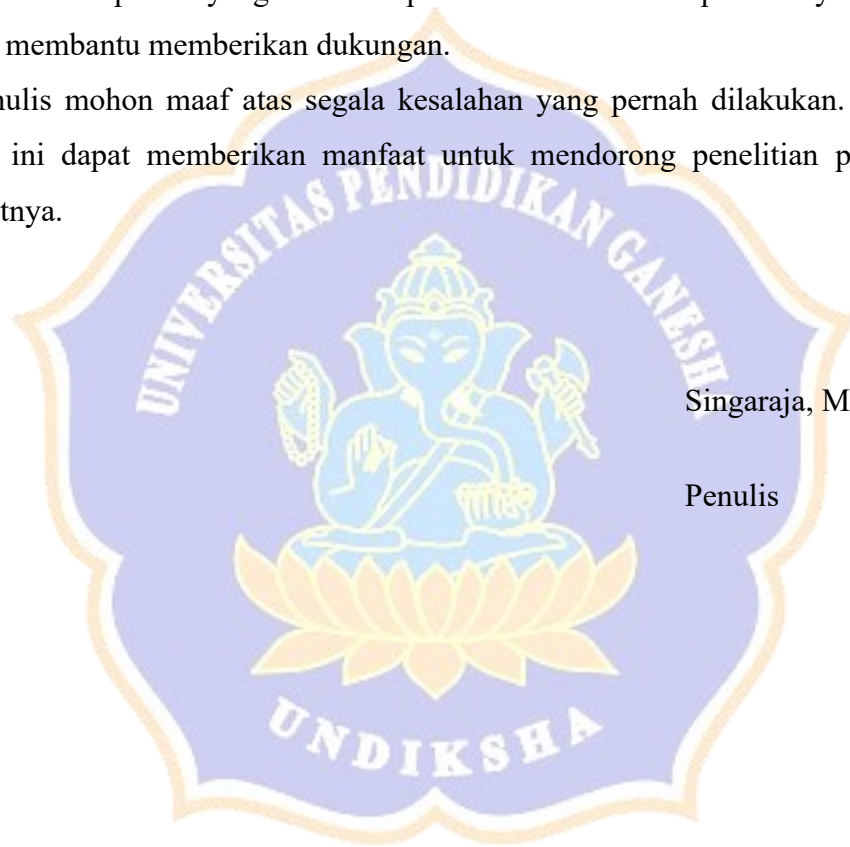 membantu memberikan dukungan.
nulis mohon maaf atas segala kesalahan yang pernah dilakukan.
ini dapat memberikan manfaat untuk mendorong penelitian p
tnya.
UNIVERSITAS PENDIDIKAN GANESHA
Singaraja, M
Penulis
UNDIKSHA